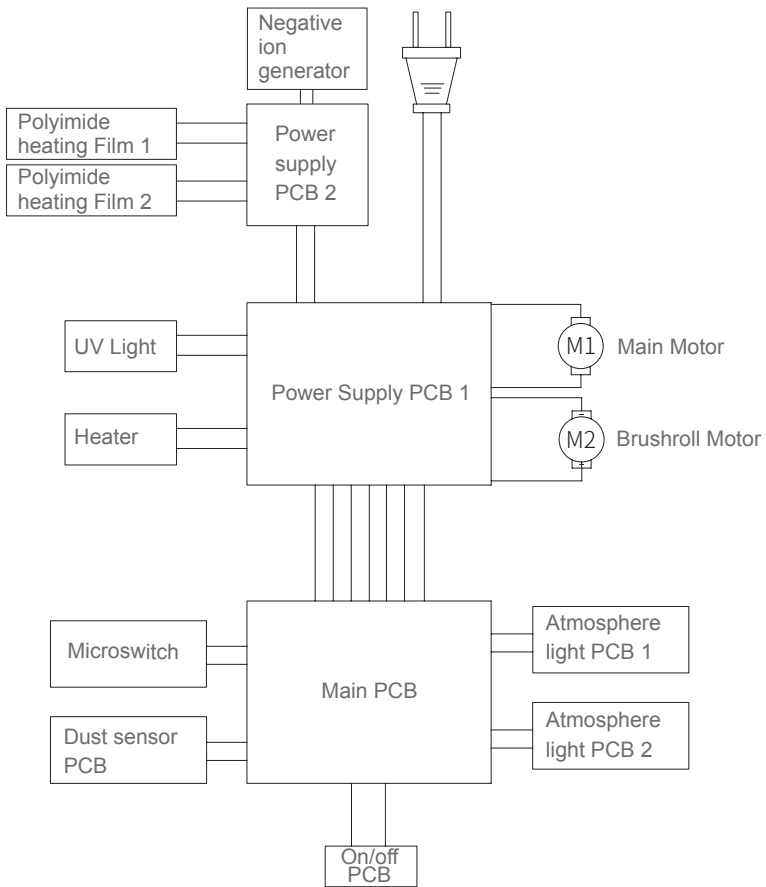 Negative
ion
generator
Polyimide
heating Film 1
Polyimide
heating Film 2
Power
supply
PCB 2
UV Light
Heater
Power Supply PCB 1
M1
Main Motor
M2
Brushroll Motor
Microswitch
Dust sensor
PCB
Main PCB
Atmosphere
light PCB 1
Atmosphere
light PCB 2
On/off
PCB